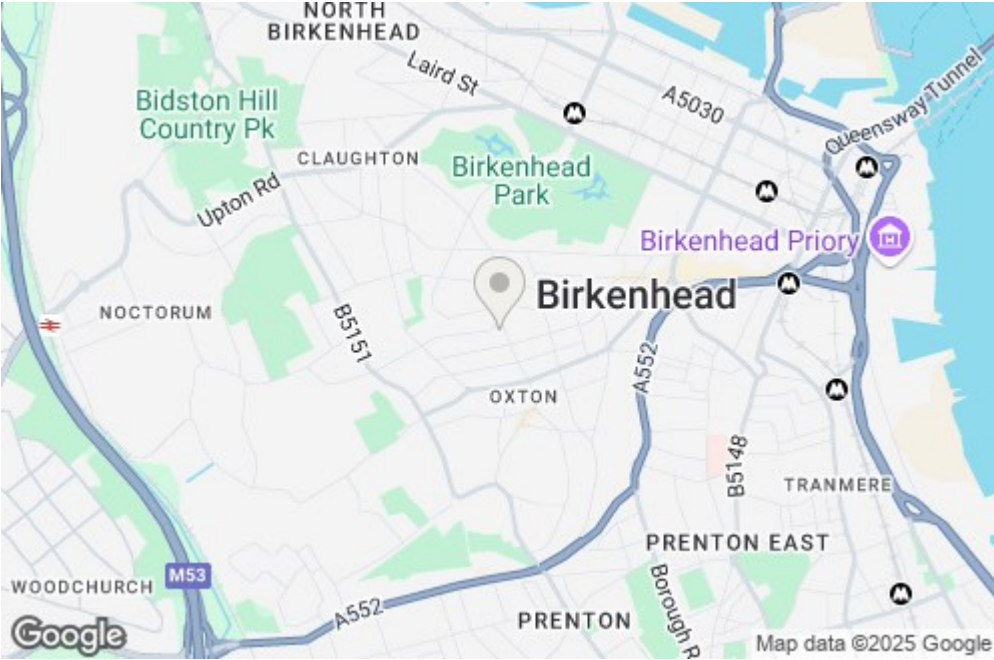 NORTH
BIRKENHEAD
Laird St
A5030
Queensway Tunnel
Bidston Hill
Country Pk
CLAUGHTON
Birkenhead
Park
Upton Rd
Birkenhead Priory
NOCTORUM
B5151
Birkenhead
A552
OXTON
B5148
TRANMERE
PRENTON EAST
M53
WOODCHURCH
A552
PRENTON
Borough R
Google
Map data ©2025 Google